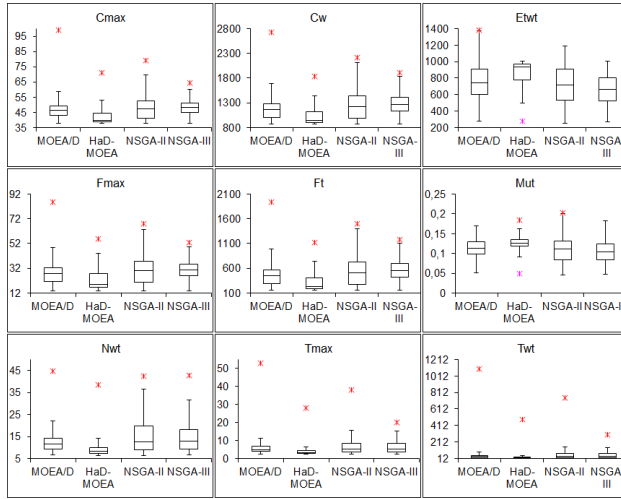 Cmax
95
85
75
65
55
45
35
MOEA/D HaD-MOEA NSGA-II NSGA-III
Cw
2800
2300
1800
1300
800
MOEA/D HaD-MOEA NSGA-II NSGA-III
Etwt
1400
1200
1000
800
600
400
200
MOEA/D HaD-MOEA NSGA-II NSGA-III
Fmax
92
72
52
32
12
MOEA/D HaD-MOEA NSGA-II NSGA-III
Ft
2100
1600
1100
600
100
MOEA/D HaD-MOEA NSGA-II NSGA-III
Mut
0,25
0,2
0,15
0,1
0,05
0
MOEA/D HaD-MOEA NSGA-II NSGA-III
Nwt
45
35
25
15
5
MOEA/D HaD-MOEA NSGA-II NSGA-III
Tmax
50
40
30
20
10
0
MOEA/D HaD-MOEA NSGA-II NSGA-III
Twt
1212
1012
812
612
412
212
12
MOEA/D HaD-MOEA NSGA-II NSGA-III